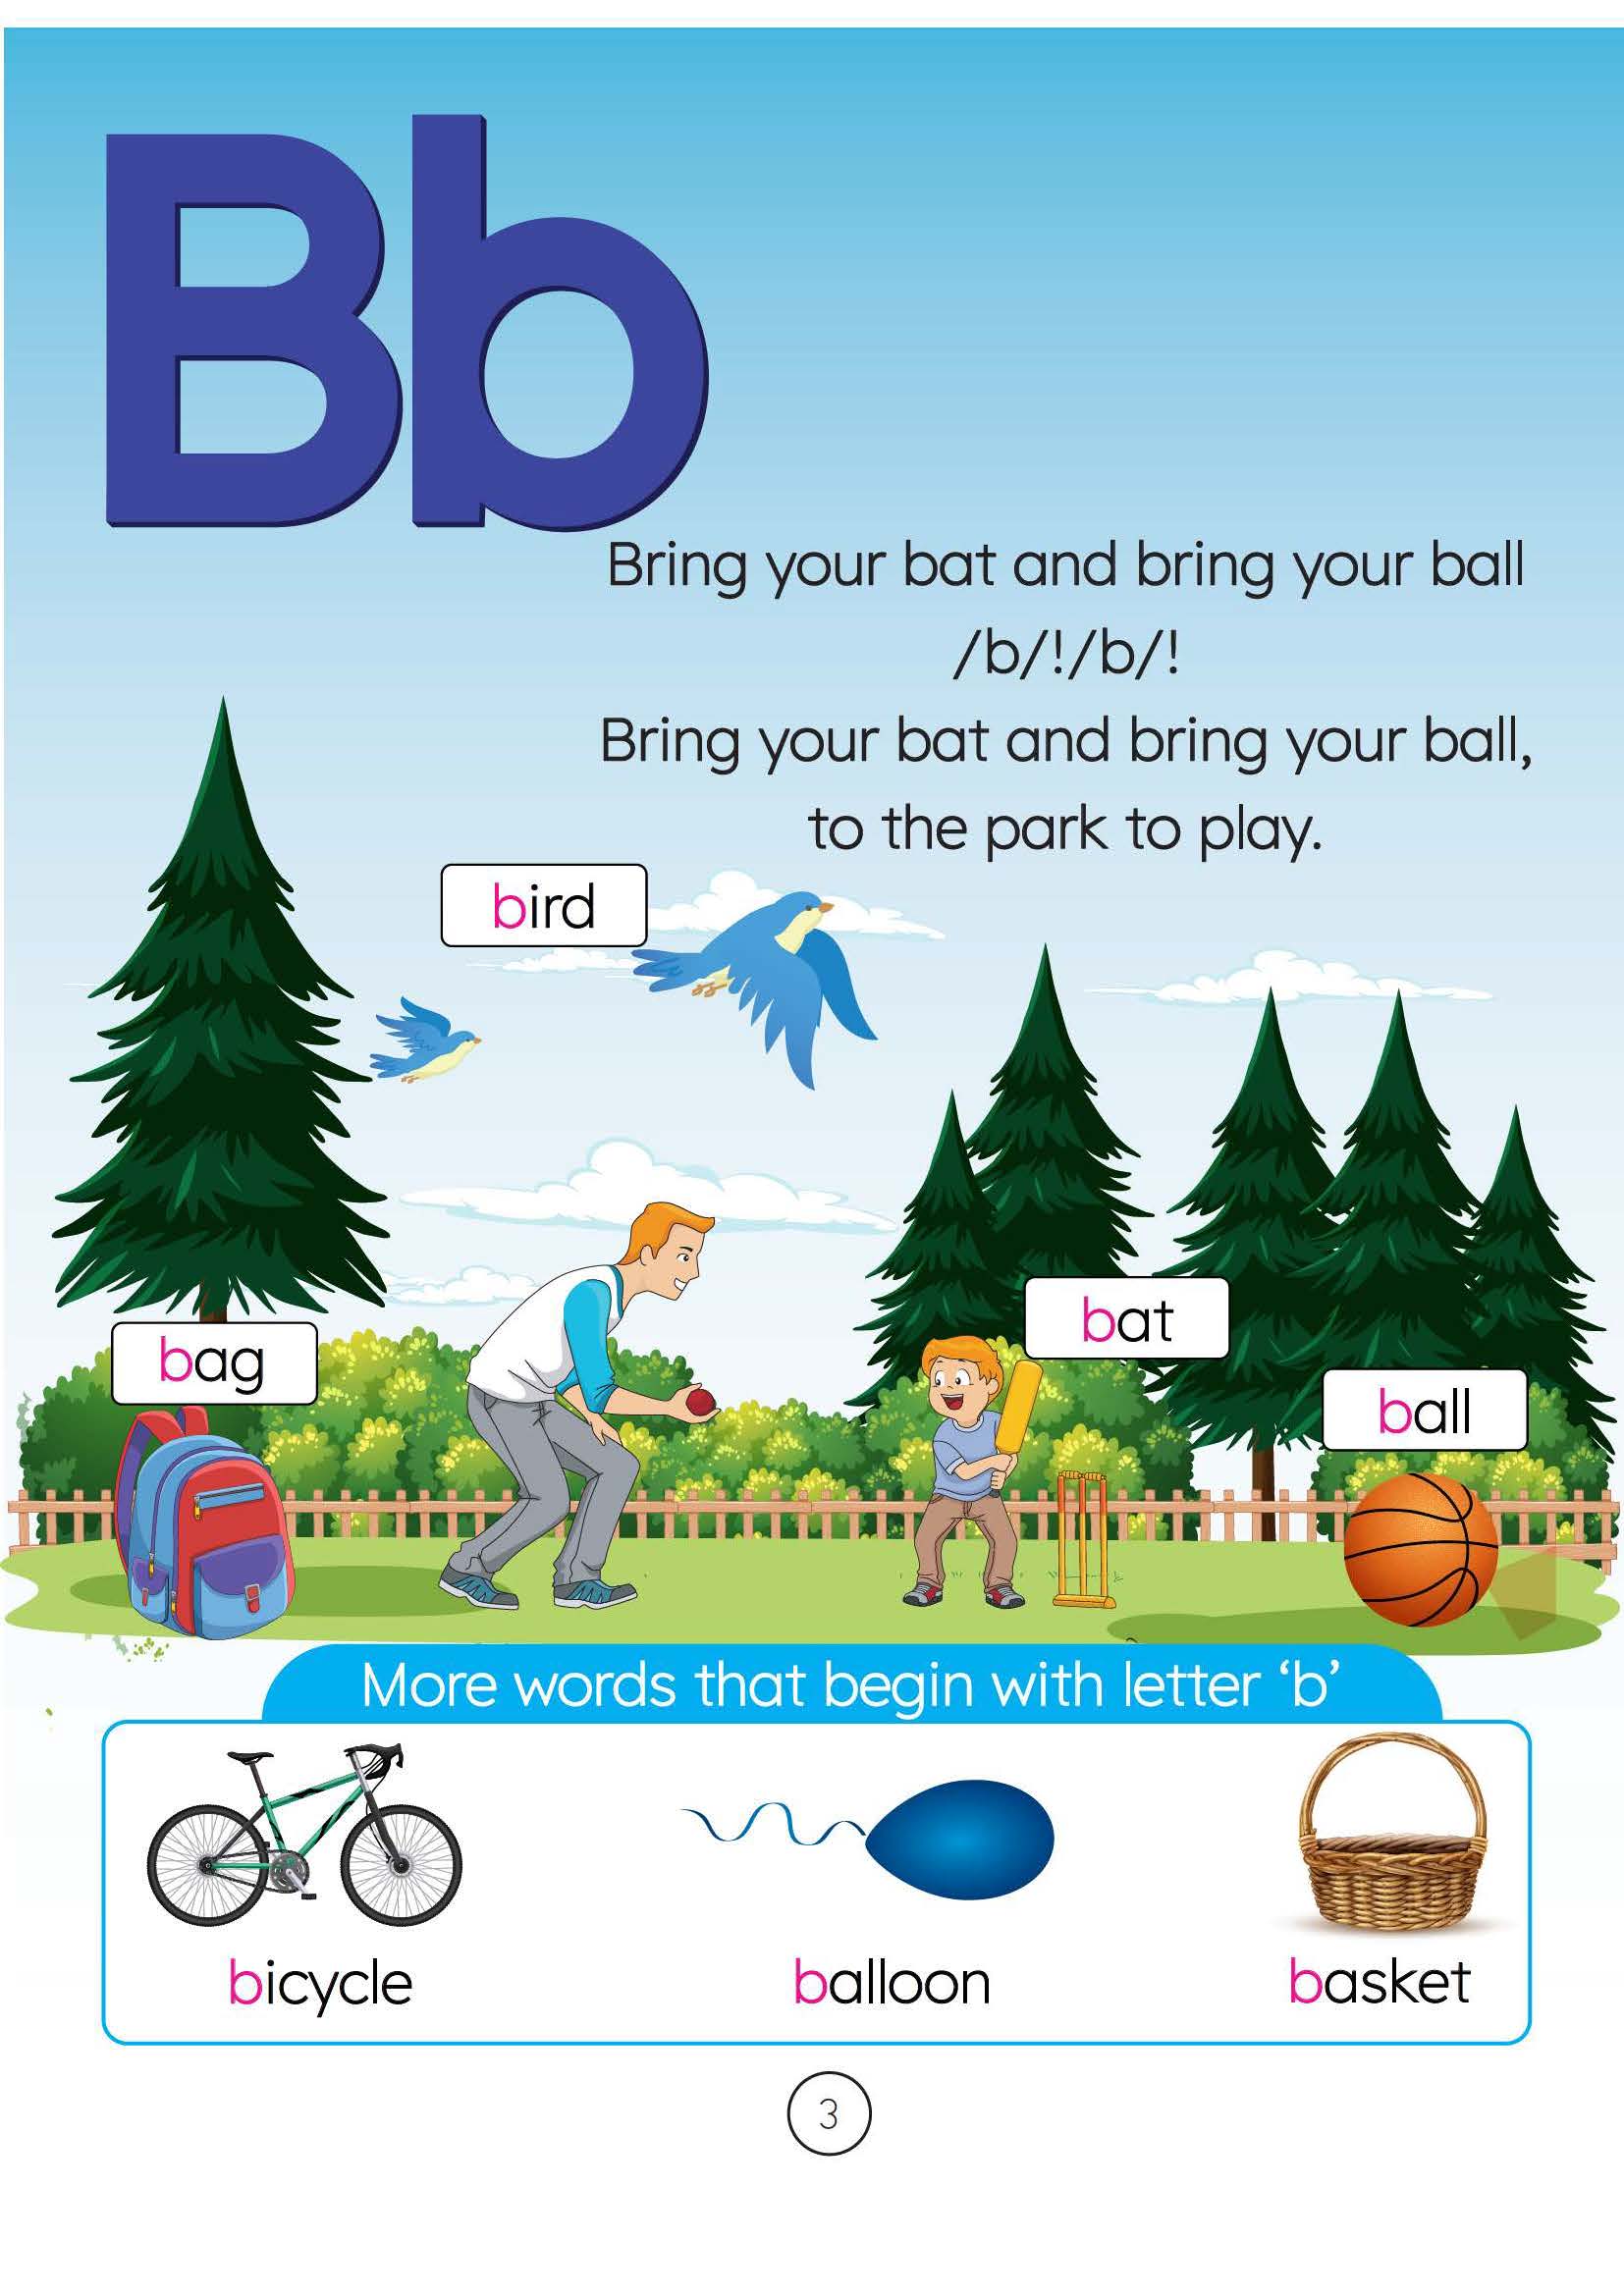 Bb
Bring your bat and bring your ball
/b/!/b/!
Bring your bat and bring your ball,
to the park to play.
bird
bat
bag
ball
More words that begin with letter ‘b’
bicycle
balloon
basket
3